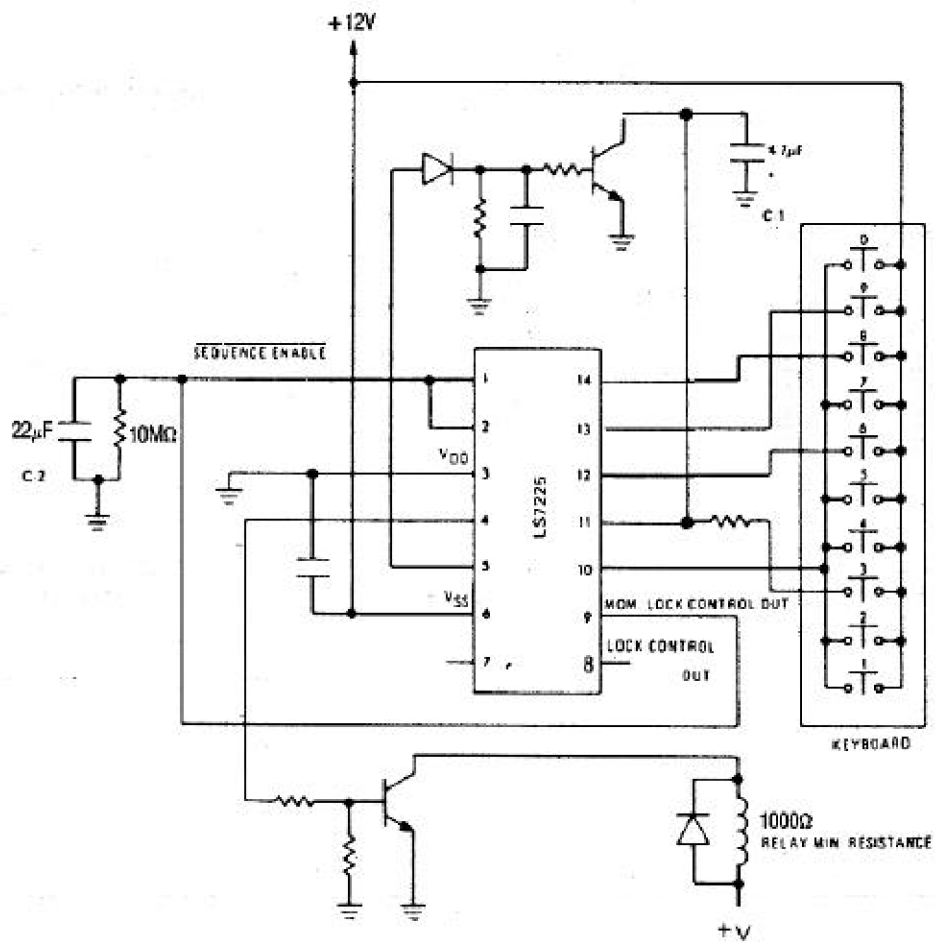 +12V
4.7µF
C 1
SEQUENCE ENABLE
22µF
10MΩ
C 2
LS7225
1
2
VDD 3
4
5
VSS 6
7
14
13
12
11
10
9
8
MOM. LOCK CONTROL OUT
LOCK CONTROL
OUT
0
9
8
7
6
5
4
3
2
1
KEYBOARD
1000Ω
RELAY MIN RESISTANCE
+V